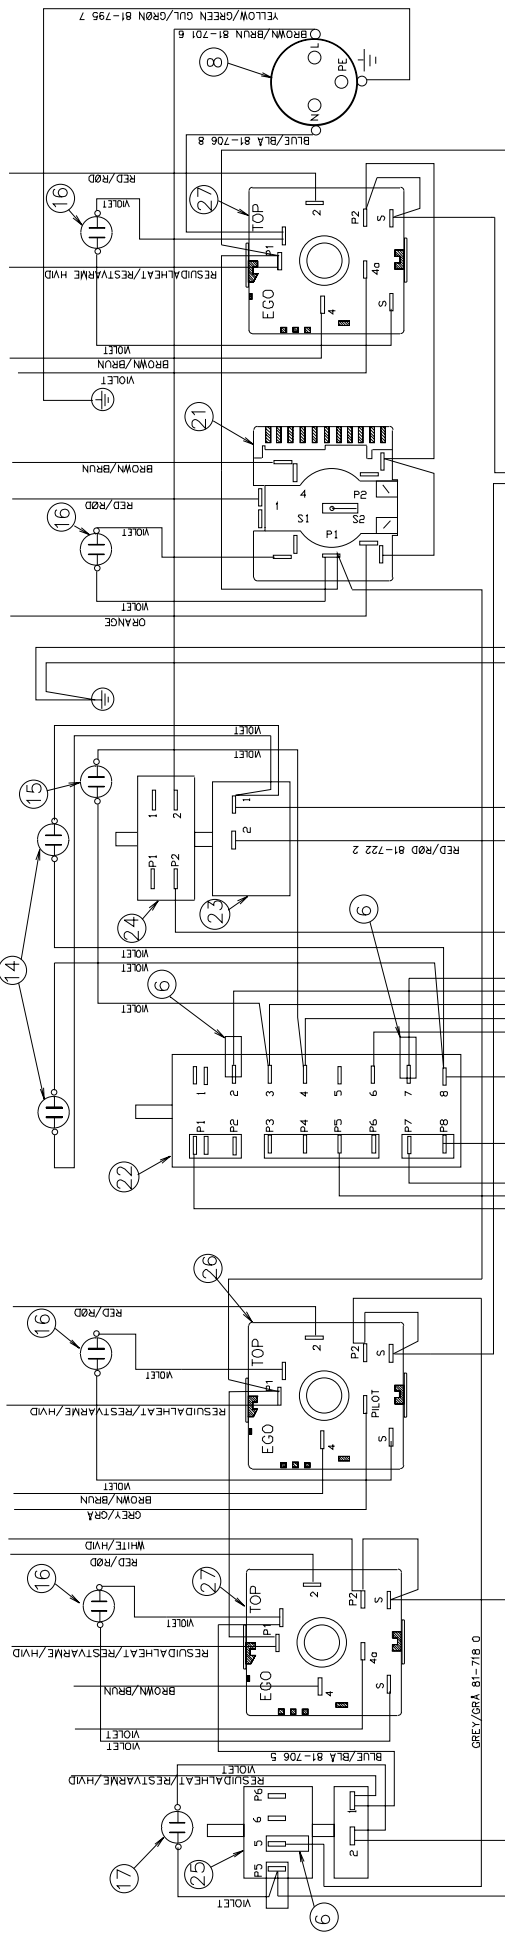 YELLOW/GREEN GUL/GRØN 81-795 7
BROWN/BRUN 81-701 6
8
L
PE
N
BLUE/BLÅ 81-706 8
RED/RØD
16
VIOLET
27
TOP
2
P2
S
P1
RESUIDALHEAT/RESTVARME HVID
EGO
4
4a
S
VIOLET
BROWN/BRUN
VIOLET
21
BROWN/BRUN
RED/RØD
16
VIOLET
1
4
P2
S1
S2
P1
VIOLET
ORANGE
VIOLET
VIOLET
15
14
1
2
P1
P2
24
1
2
23
RED/RØD 81-722 2
VIOLET
VIOLET
VIOLET
6
6
1
2
3
4
5
6
7
8
P1
P2
P3
P4
P5
P6
P7
P8
22
26
RED/RØD
16
VIOLET
TOP
2
P2
S
P1
RESUIDALHEAT/RESTVARME/HVID
EGO
4
PILOT
S
VIOLET
BROWN/BRUN
GREY/GRÅ
WHITE/HVID
RED/RØD
16
VIOLET
27
TOP
2
P2
S
P1
RESUIDALHEAT/RESTVARME/HVID
EGO
4
4a
S
BROWN/BRUN
VIOLET
VIOLET
GREY/GRÅ 81-718 0
BLUE/BLÅ 81-706 5
VIOLET
RESUIDALHEAT/RESTVARME/HVID
17
25
P6
6
5
P5
1
2
VIOLET
6